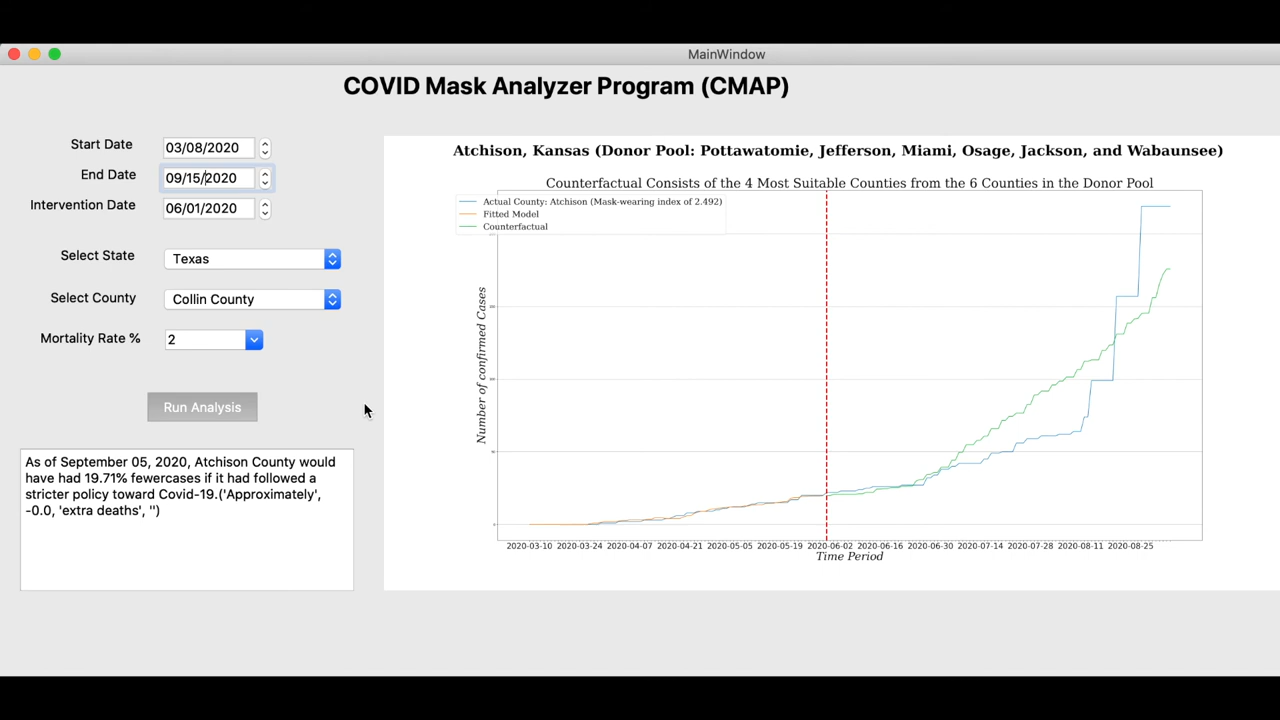 MainWindow
COVID Mask Analyzer Program (CMAP)
Start Date 03/08/2020
End Date 09/15/2020
Intervention Date 06/01/2020
Select State Texas
Select County Collin County
Mortality Rate % 2
Run Analysis
As of September 05, 2020, Atchison County would
have had 19.71% fewercases if it had followed a
stricter policy toward Covid-19.('Approximately',
-0.0, 'extra deaths', '')
Atchison, Kansas (Donor Pool: Pottawatomie, Jefferson, Miami, Osage, Jackson, and Wabaunsee)
Counterfactual Consists of the 4 Most Suitable Counties from the 6 Counties in the Donor Pool
Actual County: Atchison (Mask-wearing index of 2.492)
Fitted Model
Counterfactual
Number of confirmed Cases
2020-03-10 2020-03-24 2020-04-07 2020-04-21 2020-05-05 2020-05-19 2020-06-02 2020-06-16 2020-06-30 2020-07-14 2020-07-28 2020-08-11 2020-08-25
Time Period